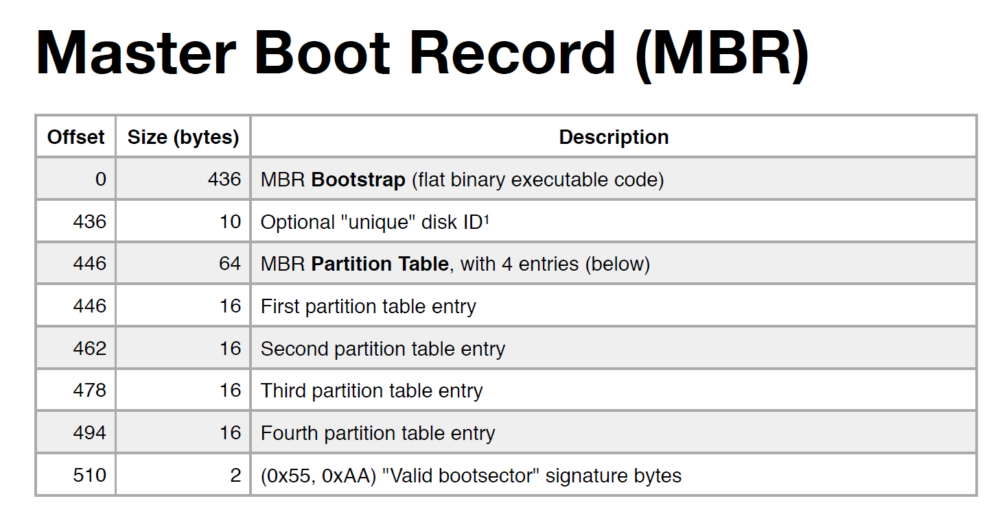 Master Boot Record (MBR)
Offset Size (bytes) Description
0 436 MBR Bootstrap (flat binary executable code)
436 10 Optional "unique" disk ID¹
446 64 MBR Partition Table, with 4 entries (below)
446 16 First partition table entry
462 16 Second partition table entry
478 16 Third partition table entry
494 16 Fourth partition table entry
510 2 (0x55, 0xAA) "Valid bootsector" signature bytes